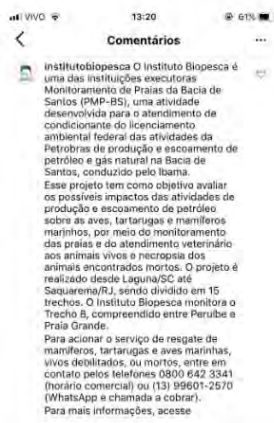 VIVO 13:20 61%
Comentários
institutobiopesca O Instituto Biopesca é
uma das instituições executoras
Monitoramento de Praias da Bacia de
Santos (PMP-BS), uma atividade
desenvolvida para o atendimento de
condicionante do licenciamento
ambiental federal das atividades da
Petrobras de produção e escoamento de
petróleo e gás natural na Bacia de
Santos, conduzido pelo Ibama.
Esse projeto tem como objetivo avaliar
os possíveis impactos das atividades de
produção e escoamento de petróleo
sobre as aves, tartarugas e mamíferos
marinhos, por meio do monitoramento
das praias e do atendimento veterinário
aos animais vivos e necropsia dos
animais encontrados mortos. O projeto é
realizado desde Laguna/SC até
Saquarema/RJ, sendo dividido em 15
trechos. O Instituto Biopesca monitora o
Trecho 8, compreendido entre Peruíbe e
Praia Grande.
Para acionar o serviço de resgate de
mamíferos, tartarugas e aves marinhas,
vivos debilitados, ou mortos, entre em
contato pelos telefones 0800 642 3341
(horário comercial) ou (13) 99601-2570
(WhatsApp e chamada a cobrar).
Para mais informações, acesse